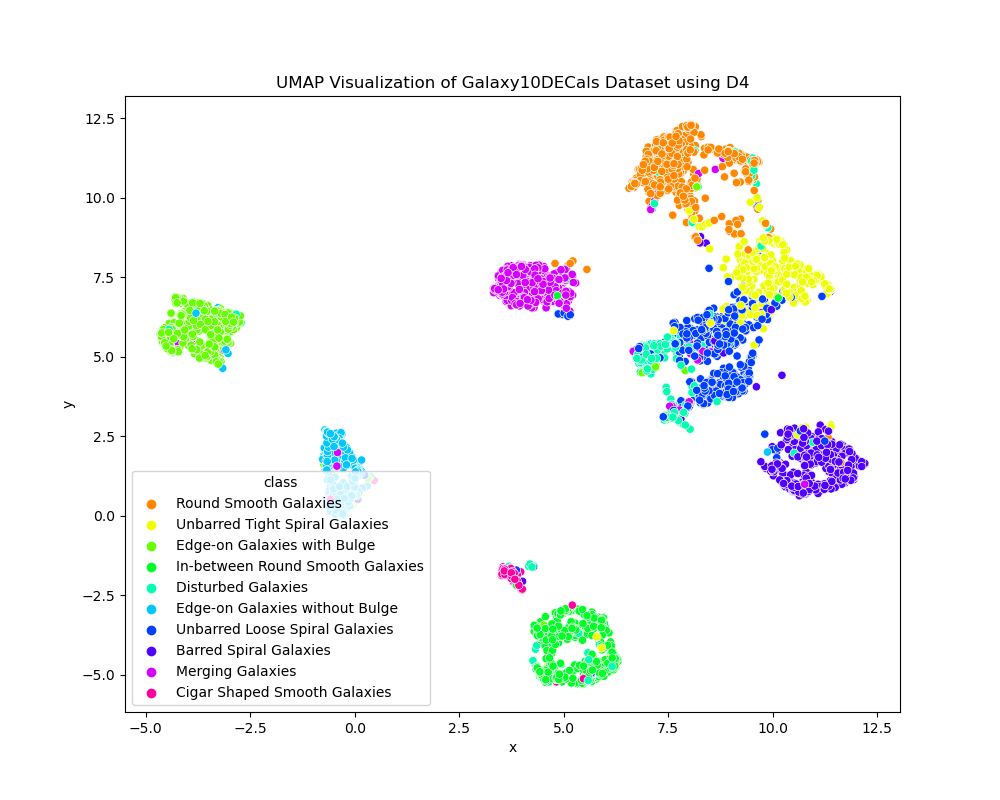 UMAP Visualization of Galaxy10DECals Dataset using D4
12.5
10.0
7.5
5.0
2.5
0.0
−2.5
−5.0
y
class
Round Smooth Galaxies
Unbarred Tight Spiral Galaxies
Edge-on Galaxies with Bulge
In-between Round Smooth Galaxies
Disturbed Galaxies
Edge-on Galaxies without Bulge
Unbarred Loose Spiral Galaxies
Barred Spiral Galaxies
Merging Galaxies
Cigar Shaped Smooth Galaxies
−5.0 −2.5 0.0 2.5 5.0 7.5 10.0 12.5
x